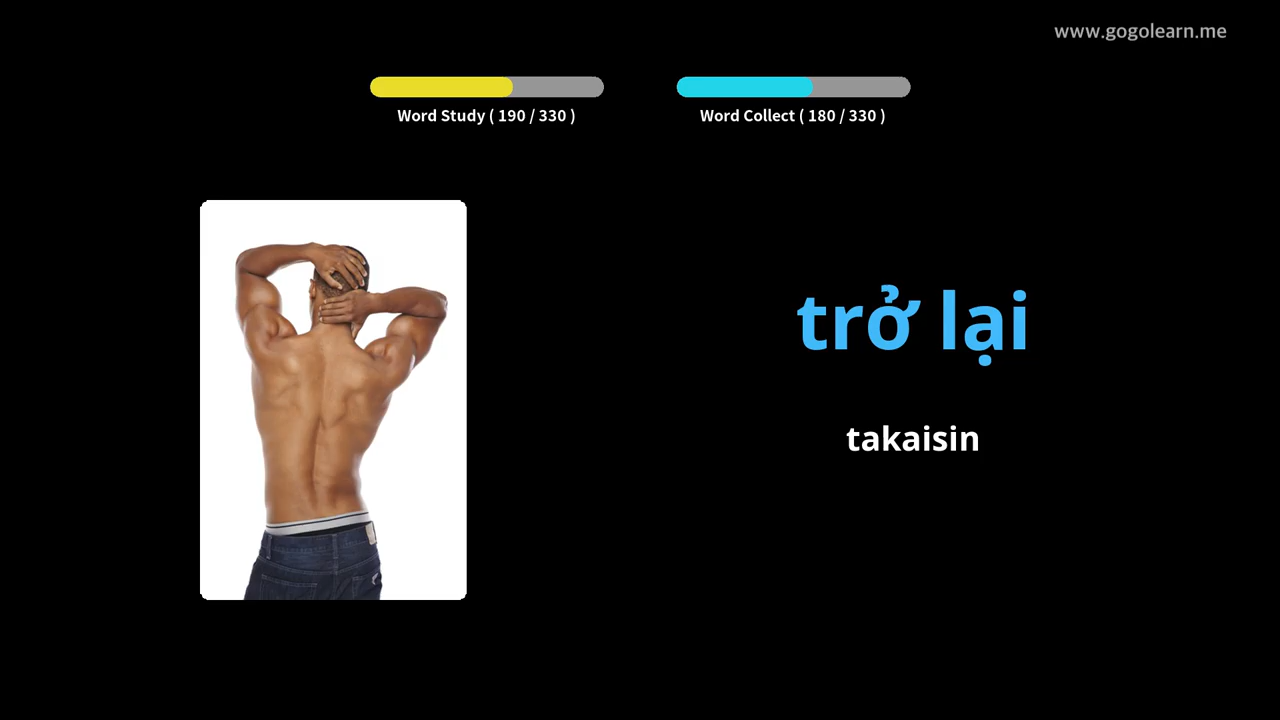 www.gogolearn.me
Word Study ( 190 / 330 )
Word Collect ( 180 / 330 )
trở lại
takaisin